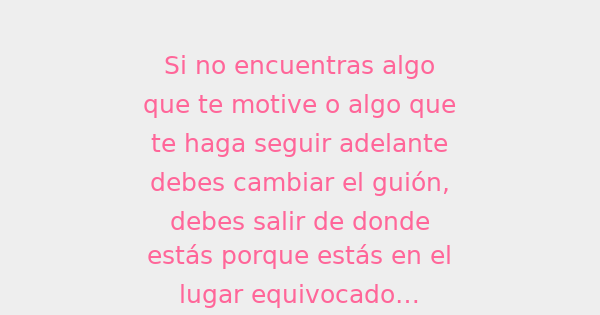 Si no encuentras algo
que te motive o algo que
te haga seguir adelante
debes cambiar el guión,
debes salir de donde
estás porque estás en el
lugar equivocado...